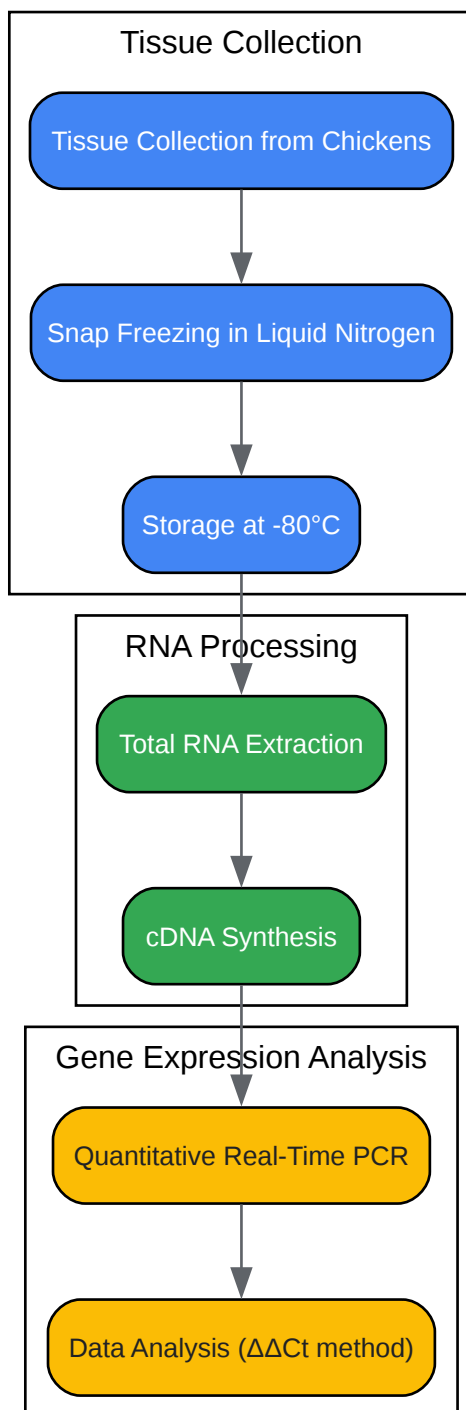 Tissue Collection
Tissue Collection from Chickens
Snap Freezing in Liquid Nitrogen
Storage at -80°C
RNA Processing
Total RNA Extraction
cDNA Synthesis
Gene Expression Analysis
Quantitative Real-Time PCR
Data Analysis (ΔΔCt method)